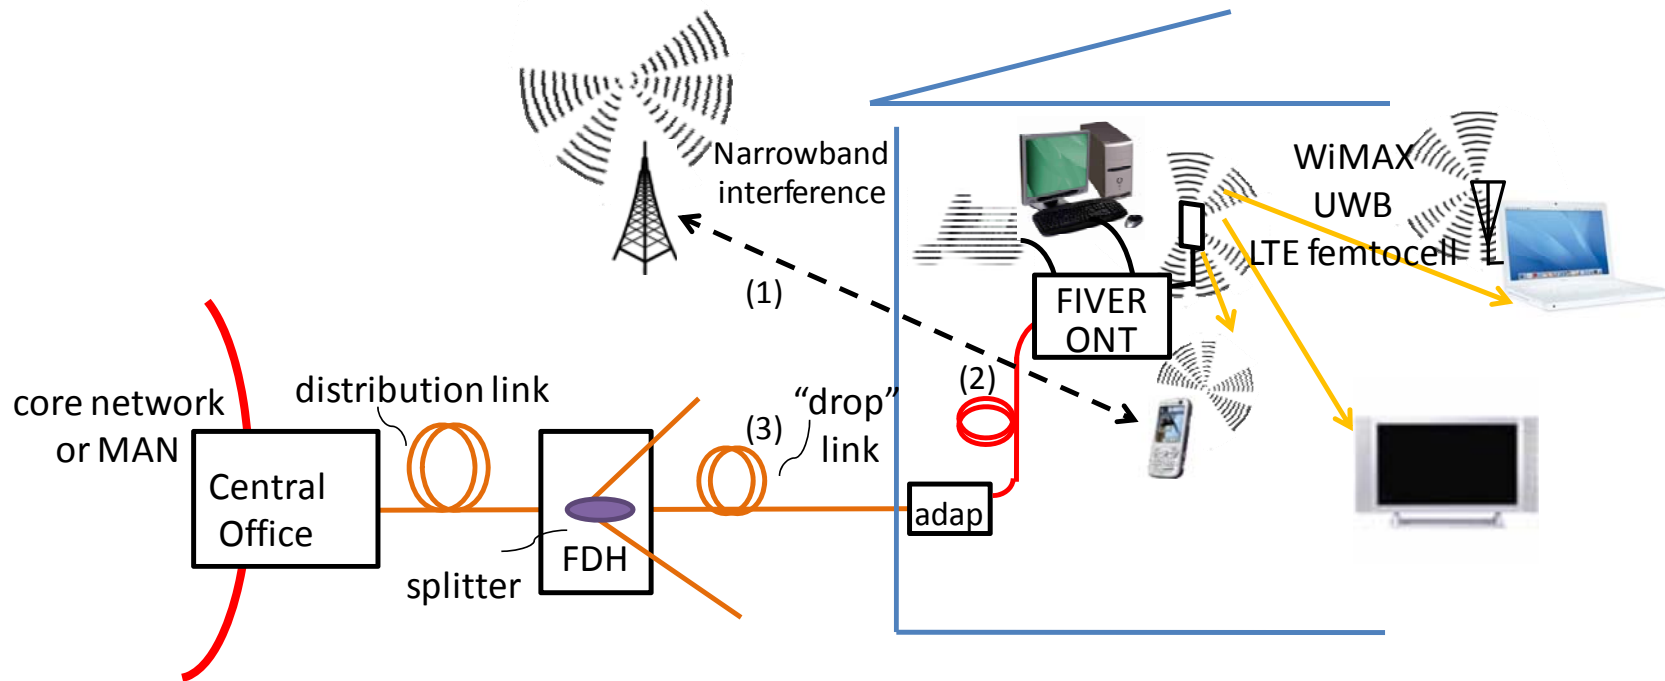 Narrowband
interference
(1)
WiMAX
UWB
LTE femtocell
FIVER
ONT
(2)
core network
or MAN
distribution link
Central
Office
splitter
FDH
(3)
“drop”
link
adap